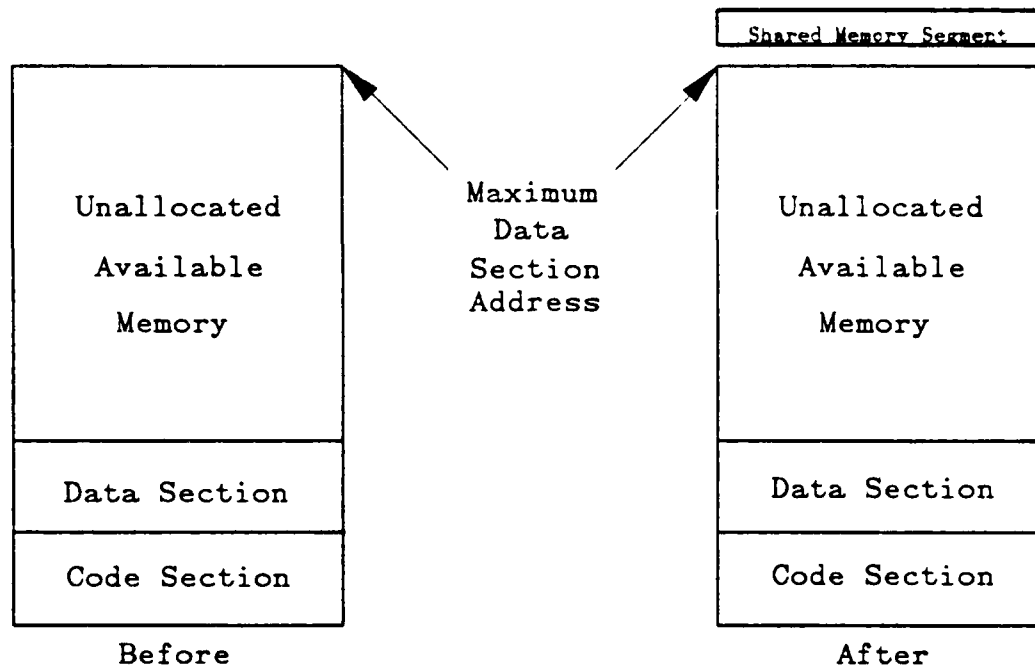 Shared Memory Segment
Unallocated
Available
Memory
Data Section
Code Section
Before
Maximum
Data
Section
Address
Unallocated
Available
Memory
Data Section
Code Section
After